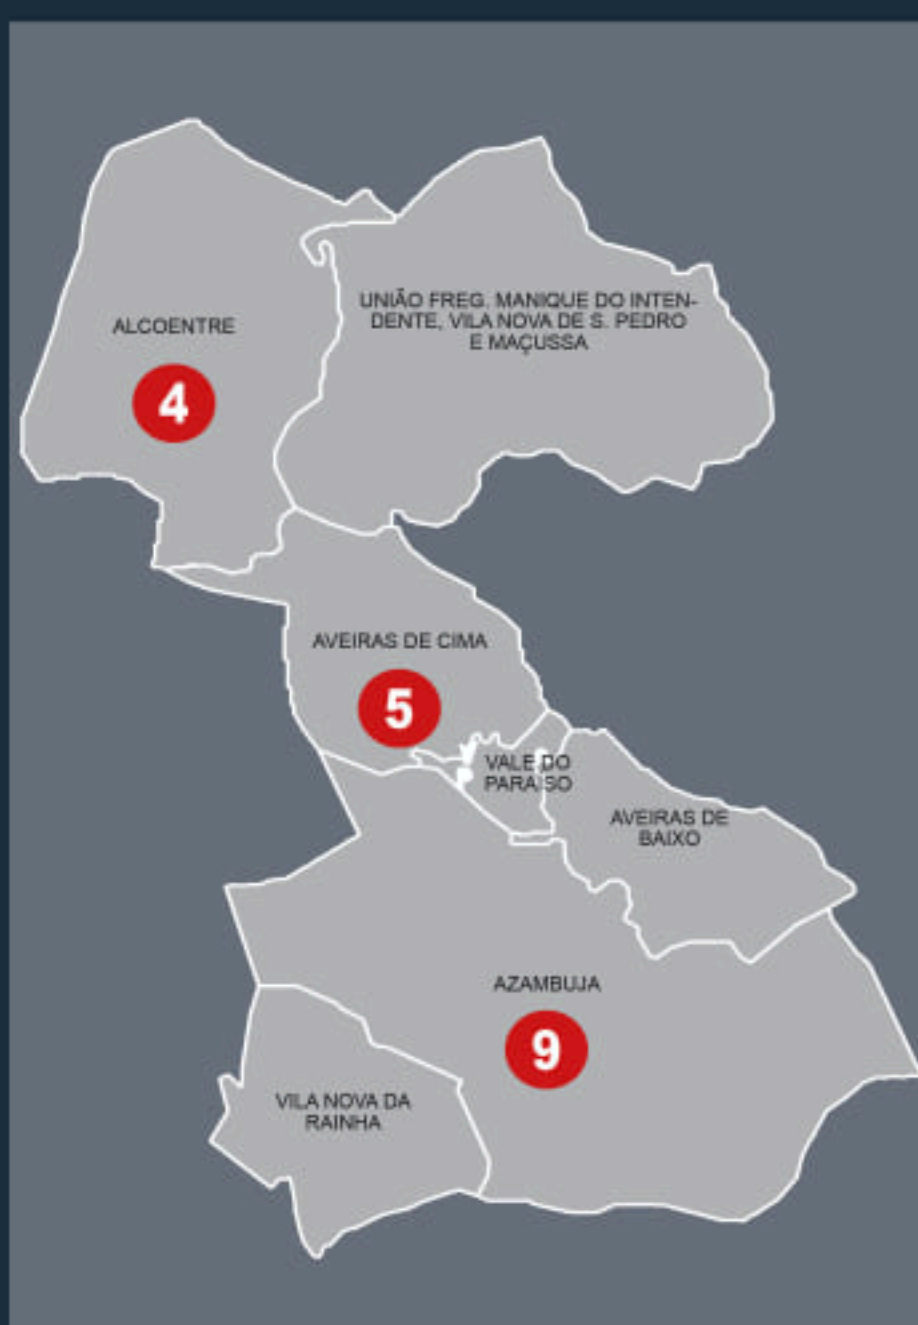 UNIÃO FREG. MANIQUE DO INTEN-
DENTE, VILA NOVA DE S. PEDRO
E MAÇUSSA
ALCOENTRE
4
AVEIRAS DE CIMA
5
VALE DO
PARAISO
AVEIRAS DE
BAIXO
AZAMBUJA
9
VILA NOVA DA
RAINHA